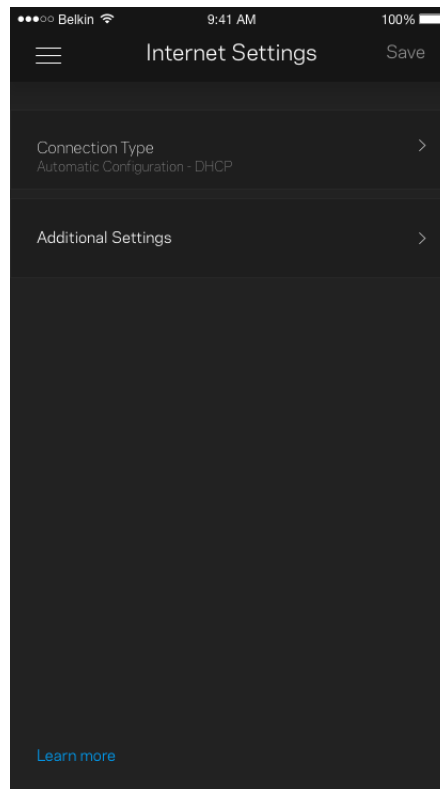 Belkin 9:41 AM 100%
Internet Settings Save
Connection Type
Automatic Configuration - DHCP
Additional Settings
Learn more